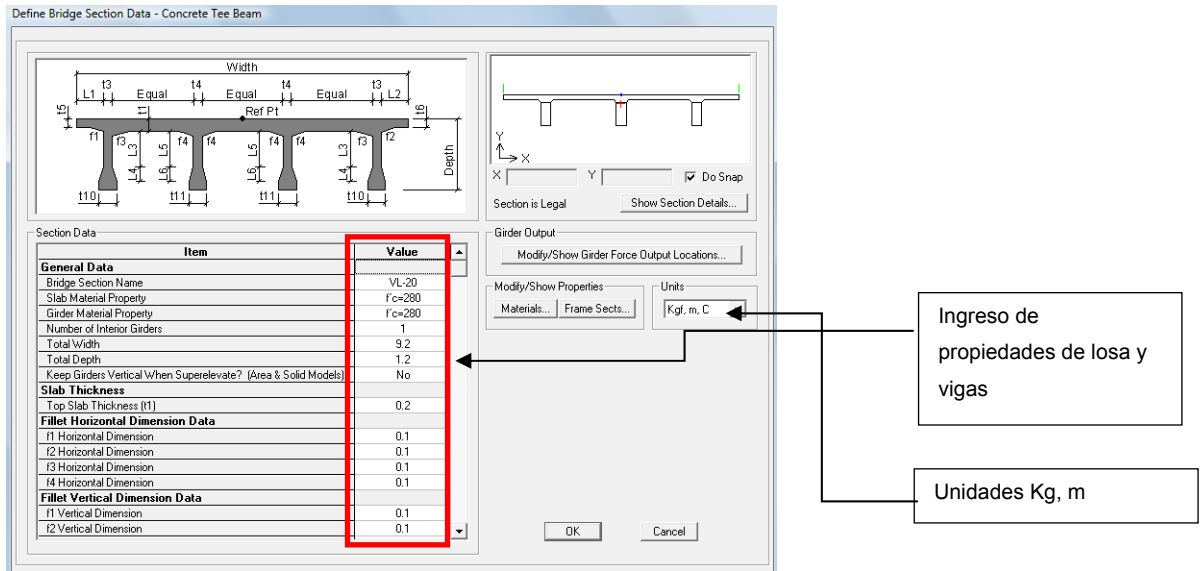 Define Bridge Section Data - Concrete Tee Beam
Width
t3 t4 t4 t3
L1 Equal Equal Equal L2
t5 t1 Ref Pt t6
f1 f3 L3 L5 f4 f4 L5 f4 f4 L3 f3 f2
L4 L6 L6 L4 Depth
t10 t11 t11 t10
Y
X
X Y Do Snap
Section is Legal Show Section Details...
Section Data
Item Value
General Data
Bridge Section Name VL-20
Slab Material Property f'c=280
Girder Material Property f'c=280
Number of Interior Girders 1
Total Width 9.2
Total Depth 1.2
Keep Girders Vertical When Superelevate? (Area & Solid Models) No
Slab Thickness
Top Slab Thickness (t1) 0.2
Fillet Horizontal Dimension Data
f1 Horizontal Dimension 0.1
f2 Horizontal Dimension 0.1
f3 Horizontal Dimension 0.1
f4 Horizontal Dimension 0.1
Fillet Vertical Dimension Data
f1 Vertical Dimension 0.1
f2 Vertical Dimension 0.1
Girder Output
Modify/Show Girder Force Output Locations...
Modify/Show Properties
Materials... Frame Sects...
Units
Kgf, m, C
OK Cancel
Ingreso de
propiedades de losa y
vigas
Unidades Kg, m